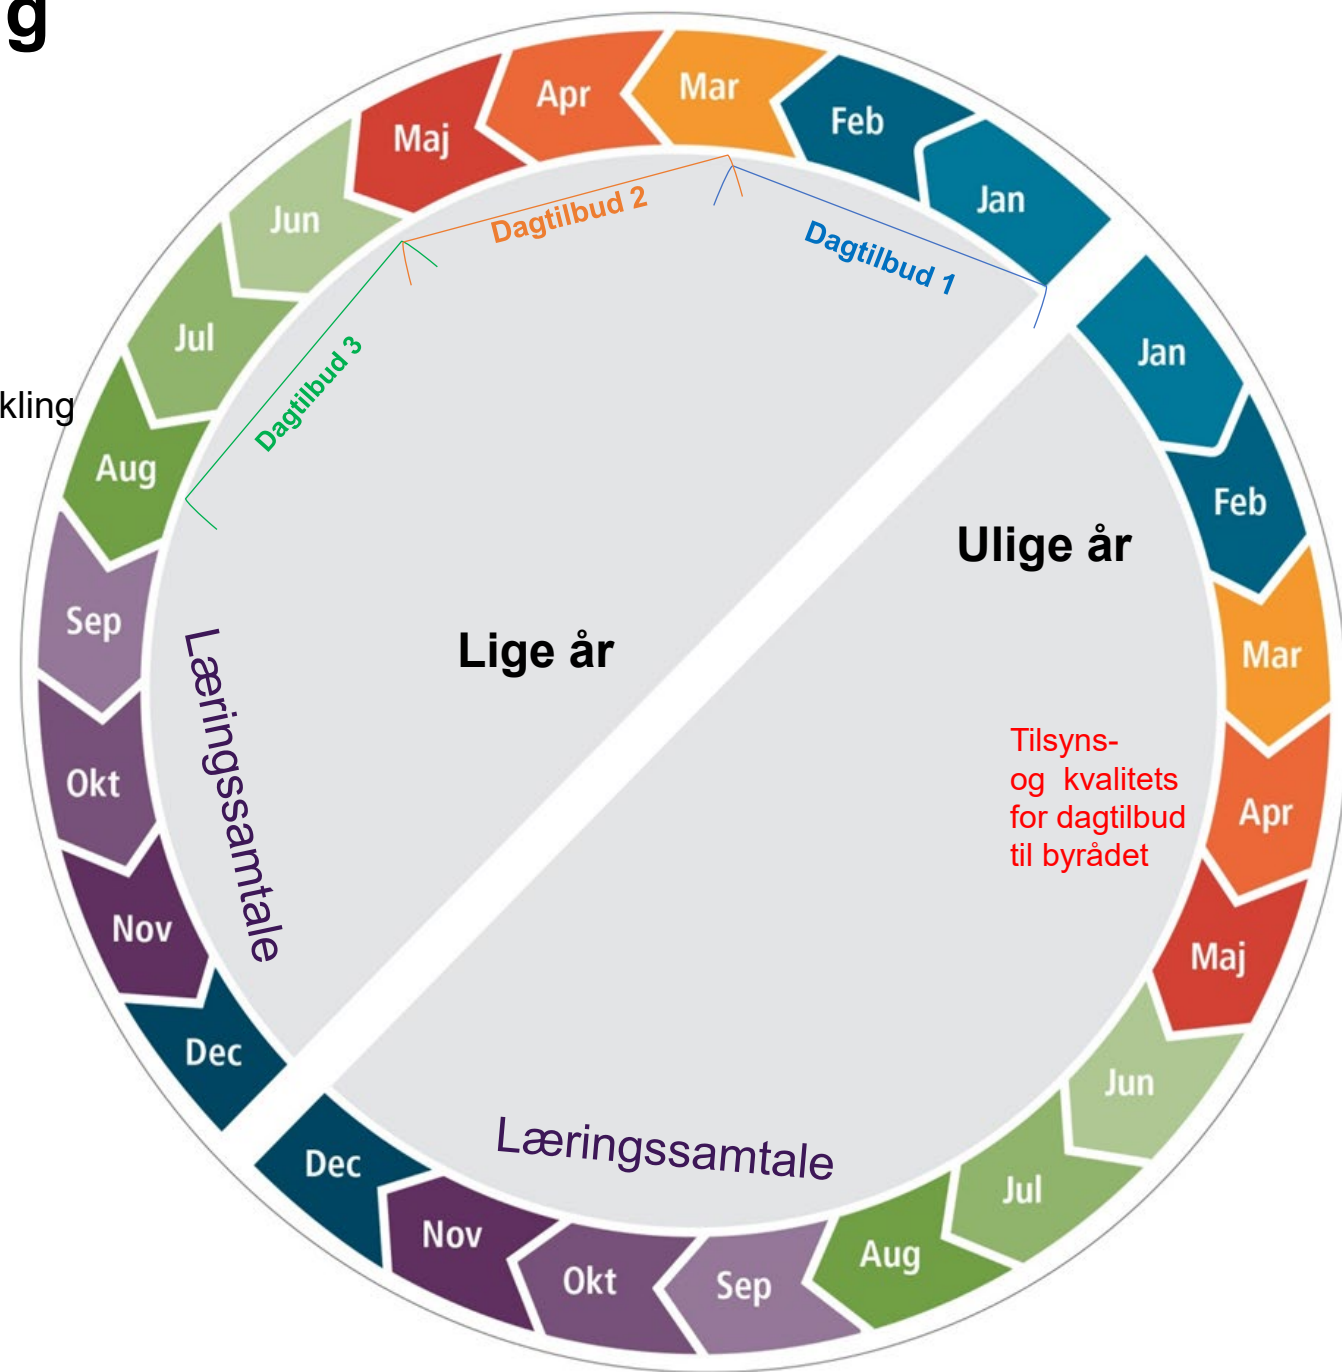 g
kling
Jan
Feb
Mar
Apr
Maj
Jun
Jul
Aug
Sep
Okt
Nov
Dec
Dagtilbud 1
Dagtilbud 2
Dagtilbud 3
Læringssamtale
Lige år
Ulige år
Jan
Feb
Mar
Apr
Maj
Jun
Jul
Aug
Sep
Okt
Nov
Dec
Tilsyns-
og kvalitets
for dagtilbud
til byrådet
Læringssamtale